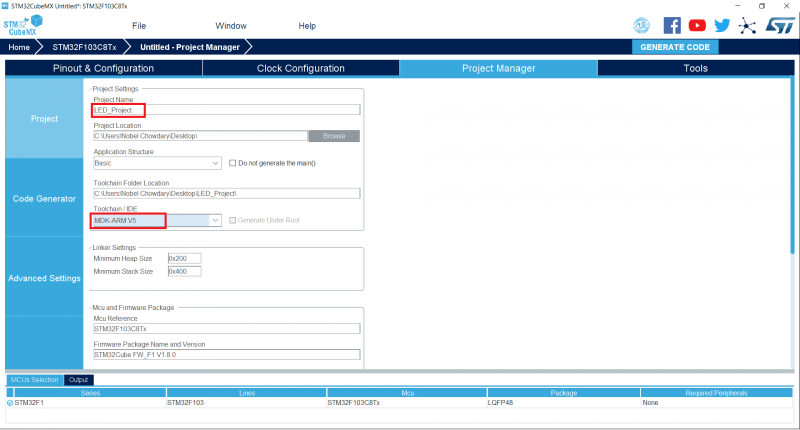 STM32CubeMX Untitled*: STM32F103C8Tx
STM32
CubeMX
File
Window
Help
Home
STM32F103C8Tx
Untitled - Project Manager
GENERATE CODE
Pinout & Configuration
Clock Configuration
Project Manager
Tools
Project
Code Generator
Advanced Settings
Project Settings
Project Name
LED_Project
Project Location
C:\Users\Nobel Chowdary\Desktop\
Browse
Application Structure
Basic
Do not generate the main()
Toolchain Folder Location
C:\Users\Nobel Chowdary\Desktop\LED_Project\
Toolchain / IDE
MDK-ARM V5
Generate Under Root
Linker Settings
Minimum Heap Size
0x200
Minimum Stack Size
0x400
Mcu and Firmware Package
Mcu Reference
STM32F103C8Tx
Firmware Package Name and Version
STM32Cube FW_F1 V1.8.0
MCUs Selection
Output
Series
Lines
Mcu
Package
Required Peripherals
STM32F1
STM32F103
STM32F103C8Tx
LQFP48
None